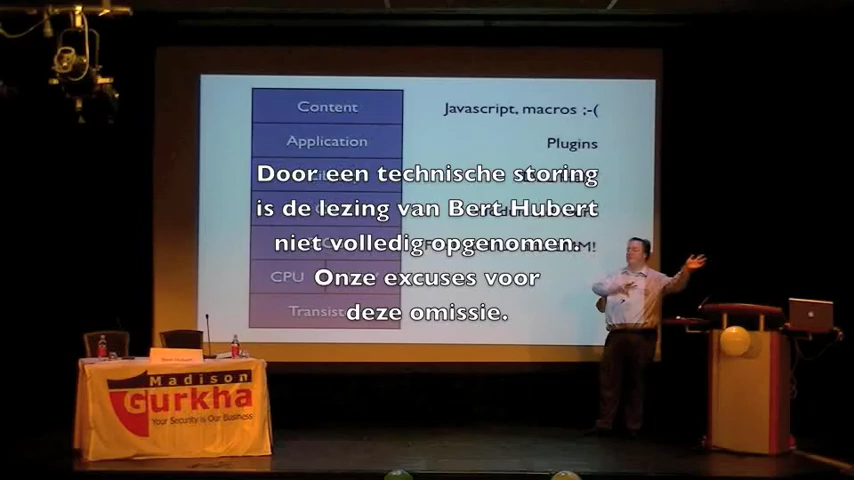 Content
Javascript, macros ;-(
Application
Plugins
Door een technische storing
is de lezing van Bert Hubert
niet volledig opgenomen.
Onze excuses voor
deze omissie.
CPU
Madison
Gurkha
Your Security is Our Business